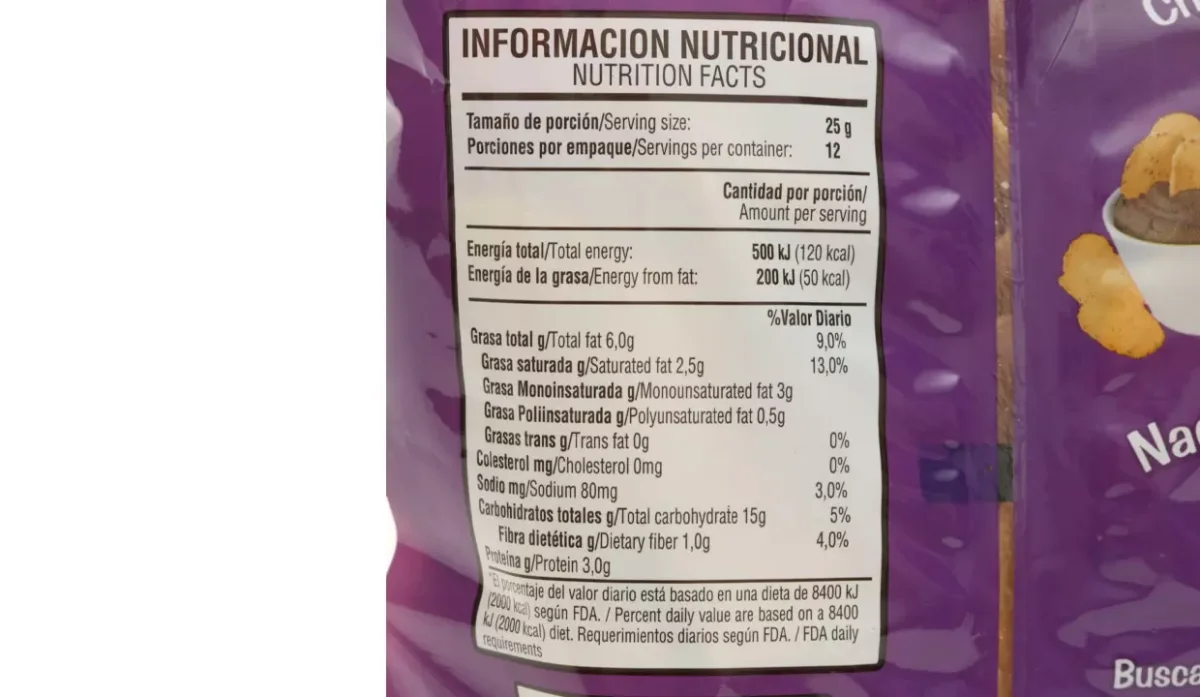 INFORMACION NUTRICIONAL
NUTRITION FACTS
Tamaño de porción/Serving size: 25 g
Porciones por empaque/Servings per container: 12
Cantidad por porción/
Amount per serving
Energía total/Total energy: 500 kJ (120 kcal)
Energía de la grasa/Energy from fat: 200 kJ (50 kcal)
%Valor Diario
Grasa total g/Total fat 6,0g 9,0%
Grasa saturada g/Saturated fat 2,5g 13,0%
Grasa Monoinsaturada g/Monounsaturated fat 3g
Grasa Poliinsaturada g/Polyunsaturated fat 0,5g
Grasas trans g/Trans fat 0g 0%
Colesterol mg/Cholesterol 0mg 0%
Sodio mg/Sodium 80mg 3,0%
Carbohidratos totales g/Total carbohydrate 15g 5%
Fibra dietética g/Dietary fiber 1,0g 4,0%
Proteína g/Protein 3,0g
*El porcentaje del valor diario está basado en una dieta de 8400 kJ
(2000 kcal) según FDA. / Percent daily value are based on a 8400
kJ (2000 kcal) diet. Requerimientos diarios según FDA. / FDA daily
requirements
Busca